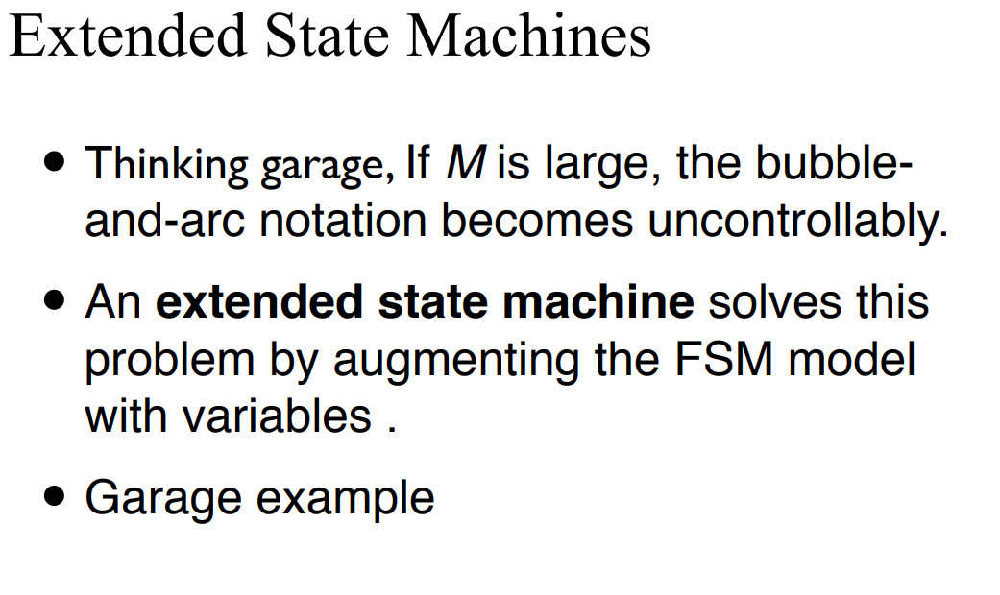 Extended State Machines
• Thinking garage, If M is large, the bubble-
and-arc notation becomes uncontrollably.
• An extended state machine solves this
problem by augmenting the FSM model
with variables .
• Garage example